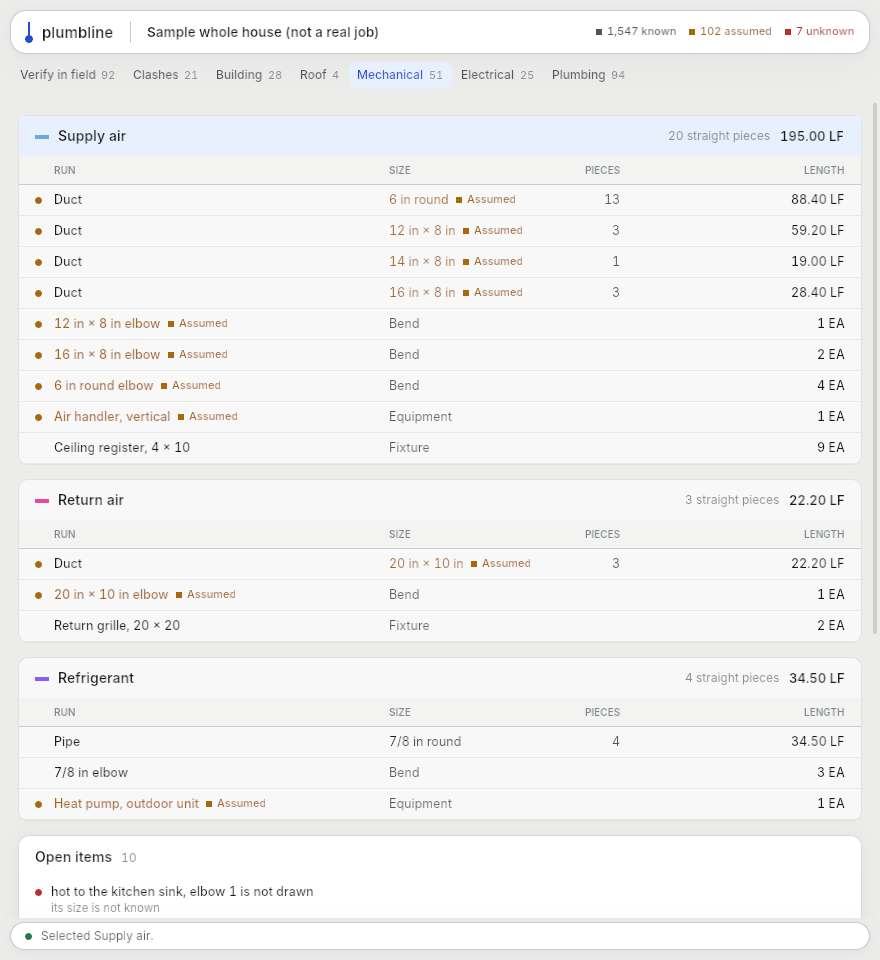 plumbline Sample whole house (not a real job) 1,547 known 102 assumed 7 unknown
Verify in field 92 Clashes 21 Building 28 Roof 4 Mechanical 51 Electrical 25 Plumbing 94
Supply air 20 straight pieces 195.00 LF
RUN SIZE PIECES LENGTH
Duct 6 in round Assumed 13 88.40 LF
Duct 12 in × 8 in Assumed 3 59.20 LF
Duct 14 in × 8 in Assumed 1 19.00 LF
Duct 16 in × 8 in Assumed 3 28.40 LF
12 in × 8 in elbow Assumed Bend 1 EA
16 in × 8 in elbow Assumed Bend 2 EA
6 in round elbow Assumed Bend 4 EA
Air handler, vertical Assumed Equipment 1 EA
Ceiling register, 4 × 10 Fixture 9 EA
Return air 3 straight pieces 22.20 LF
RUN SIZE PIECES LENGTH
Duct 20 in × 10 in Assumed 3 22.20 LF
20 in × 10 in elbow Assumed Bend 1 EA
Return grille, 20 × 20 Fixture 2 EA
Refrigerant 4 straight pieces 34.50 LF
RUN SIZE PIECES LENGTH
Pipe 7/8 in round 4 34.50 LF
7/8 in elbow Bend 3 EA
Heat pump, outdoor unit Assumed Equipment 1 EA
Open items 10
hot to the kitchen sink, elbow 1 is not drawn
its size is not known
Selected Supply air.